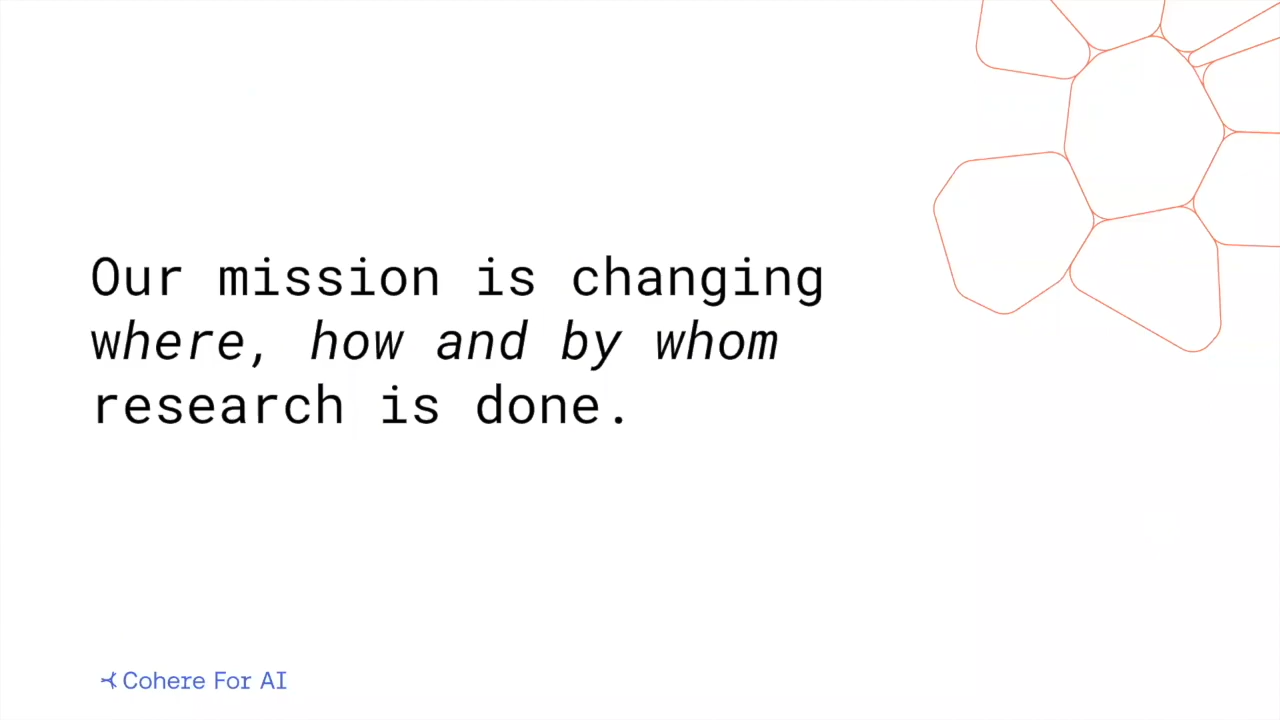 Our mission is changing
where, how and by whom
research is done.
Cohere For AI